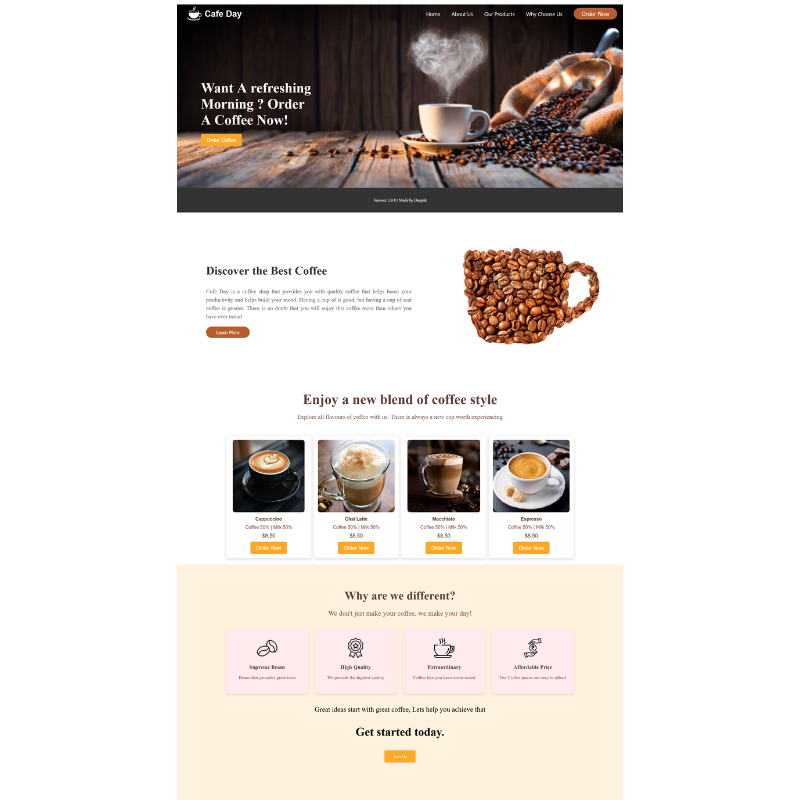 Cafe Day
Home About Us Our Products Why Choose Us Order Now
Want A refreshing
Morning ? Order
A Coffee Now!
Order Coffee
Version: 1.0.0 | Made by Deepak
Discover the Best Coffee
Cafe Day is a coffee shop that provides you with quality coffee that helps boost your
productivity and helps build your mood. Having a cup of is good, but having a cup of real
coffee is greater. There is no doubt that you will enjoy this coffee more than others you
have ever tasted.
Learn More
Enjoy a new blend of coffee style
Explore all flavours of coffee with us. There is always a new cup worth experiencing
Cappuccino
Coffee 50% | Milk 50%
$8.50
Order Now
Chai Latte
Coffee 50% | Milk 50%
$8.50
Order Now
Macchiato
Coffee 50% | Milk 50%
$8.50
Order Now
Espresso
Coffee 50% | Milk 50%
$8.50
Order Now
Why are we different?
We don't just make your coffee, we make your day!
Supreme Beans
Beans that provides great taste
High Quality
We provide the highest quality
Extraordinary
Coffee like you have never tasted
Affordable Price
Our Coffee prices are easy to afford
Great ideas start with great coffee, Lets help you achieve that
Get started today.
Join Us